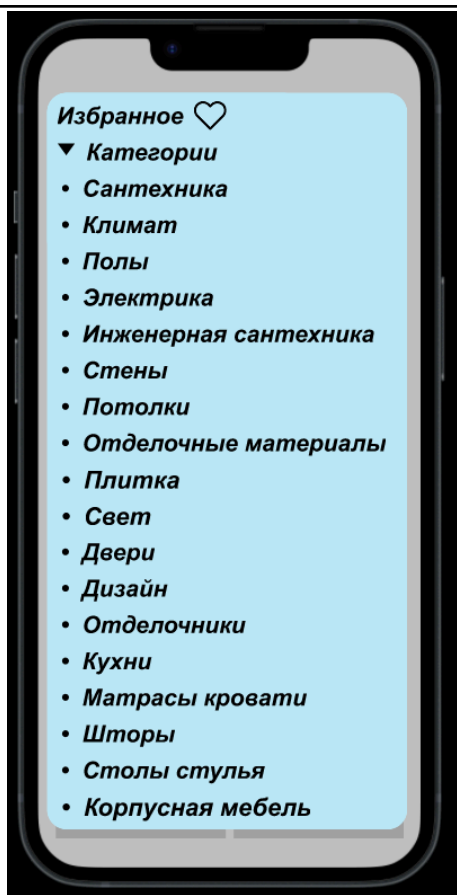 Избранное
Категории
• Сантехника
• Климат
• Полы
• Электрика
• Инженерная сантехника
• Стены
• Потолки
• Отделочные материалы
• Плитка
• Свет
• Двери
• Дизайн
• Отделочники
• Кухни
• Матрасы кровати
• Шторы
• Столы стулья
• Корпусная мебель